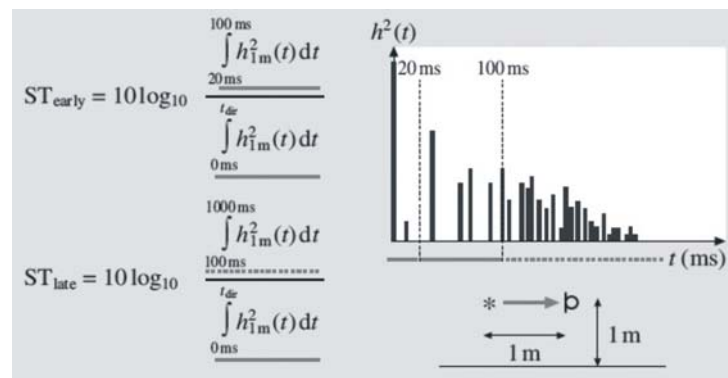 100 ms
∫ h²₁ₘ(t) dt
20 ms
ST_early = 10 log₁₀
t_dir
∫ h²₁ₘ(t) dt
0 ms
1000 ms
∫ h²₁ₘ(t) dt
100 ms
ST_late = 10 log₁₀
t_dir
∫ h²₁ₘ(t) dt
0 ms
h²(t)
20 ms 100 ms
t (ms)
1 m
1 m